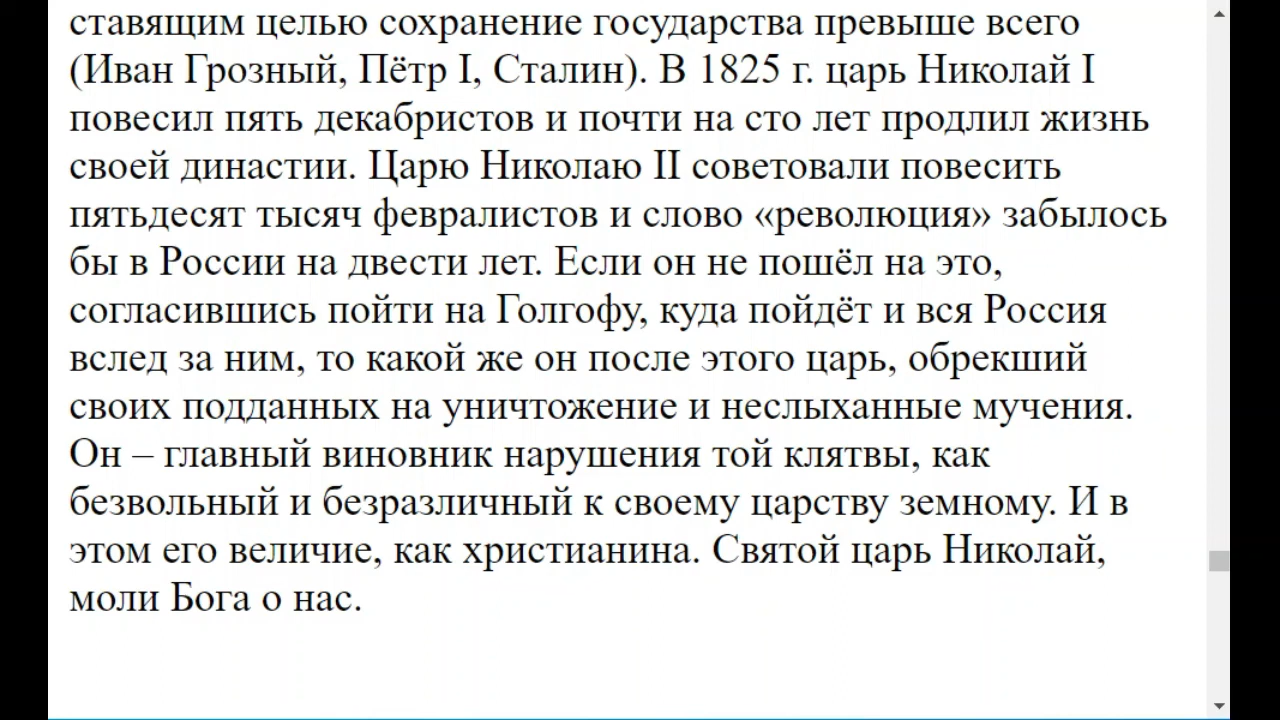 ставящим целью сохранение государства превыше всего
(Иван Грозный, Пётр I, Сталин). В 1825 г. царь Николай I
повесил пять декабристов и почти на сто лет продлил жизнь
своей династии. Царю Николаю II советовали повесить
пятьдесят тысяч февралистов и слово «революция» забылось
бы в России на двести лет. Если он не пошёл на это,
согласившись пойти на Голгофу, куда пойдёт и вся Россия
вслед за ним, то какой же он после этого царь, обрекший
своих подданных на уничтожение и неслыханные мучения.
Он – главный виновник нарушения той клятвы, как
безвольный и безразличный к своему царству земному. И в
этом его величие, как христианина. Святой царь Николай,
моли Бога о нас.